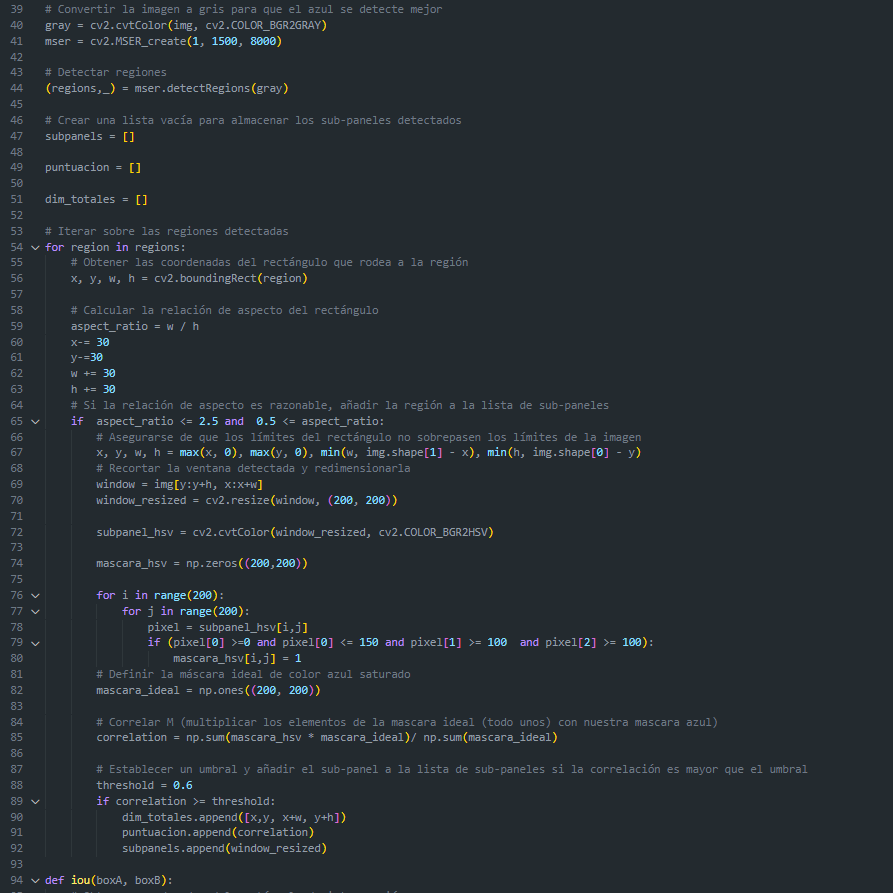 39 # Convertir la imagen a gris para que el azul se detecte mejor
40 gray = cv2.cvtColor(img, cv2.COLOR_BGR2GRAY)
41 mser = cv2.MSER_create(1, 1500, 8000)
42
43 # Detectar regiones
44 (regions,_) = mser.detectRegions(gray)
45
46 # Crear una lista vacía para almacenar los sub-paneles detectados
47 subpanels = []
48
49 puntuacion = []
50
51 dim_totales = []
52
53 # Iterar sobre las regiones detectadas
54 for region in regions:
55     # Obtener las coordenadas del rectángulo que rodea a la región
56     x, y, w, h = cv2.boundingRect(region)
57
58     # Calcular la relación de aspecto del rectángulo
59     aspect_ratio = w / h
60     x-= 30
61     y-=30
62     w += 30
63     h += 30
64     # Si la relación de aspecto es razonable, añadir la región a la lista de sub-paneles
65     if  aspect_ratio <= 2.5 and  0.5 <= aspect_ratio:
66         # Asegurarse de que los límites del rectángulo no sobrepasen los límites de la imagen
67         x, y, w, h = max(x, 0), max(y, 0), min(w, img.shape[1] - x), min(h, img.shape[0] - y)
68         # Recortar la ventana detectada y redimensionarla
69         window = img[y:y+h, x:x+w]
70         window_resized = cv2.resize(window, (200, 200))
71
72         subpanel_hsv = cv2.cvtColor(window_resized, cv2.COLOR_BGR2HSV)
73
74         mascara_hsv = np.zeros((200,200))
75
76         for i in range(200):
77             for j in range(200):
78                 pixel = subpanel_hsv[i,j]
79                 if (pixel[0] >=0 and pixel[0] <= 150 and pixel[1] >= 100  and pixel[2] >= 100):
80                     mascara_hsv[i,j] = 1
81         # Definir la máscara ideal de color azul saturado
82         mascara_ideal = np.ones((200, 200))
83
84         # Correlar M (multiplicar los elementos de la mascara ideal (todo unos) con nuestra mascara azul)
85         correlation = np.sum(mascara_hsv * mascara_ideal)/ np.sum(mascara_ideal)
86
87         # Establecer un umbral y añadir el sub-panel a la lista de sub-paneles si la correlación es mayor que el umbral
88         threshold = 0.6
89         if correlation >= threshold:
90             dim_totales.append([x,y, x+w, y+h])
91             puntuacion.append(correlation)
92             subpanels.append(window_resized)
93
94 def iou(boxA, boxB):